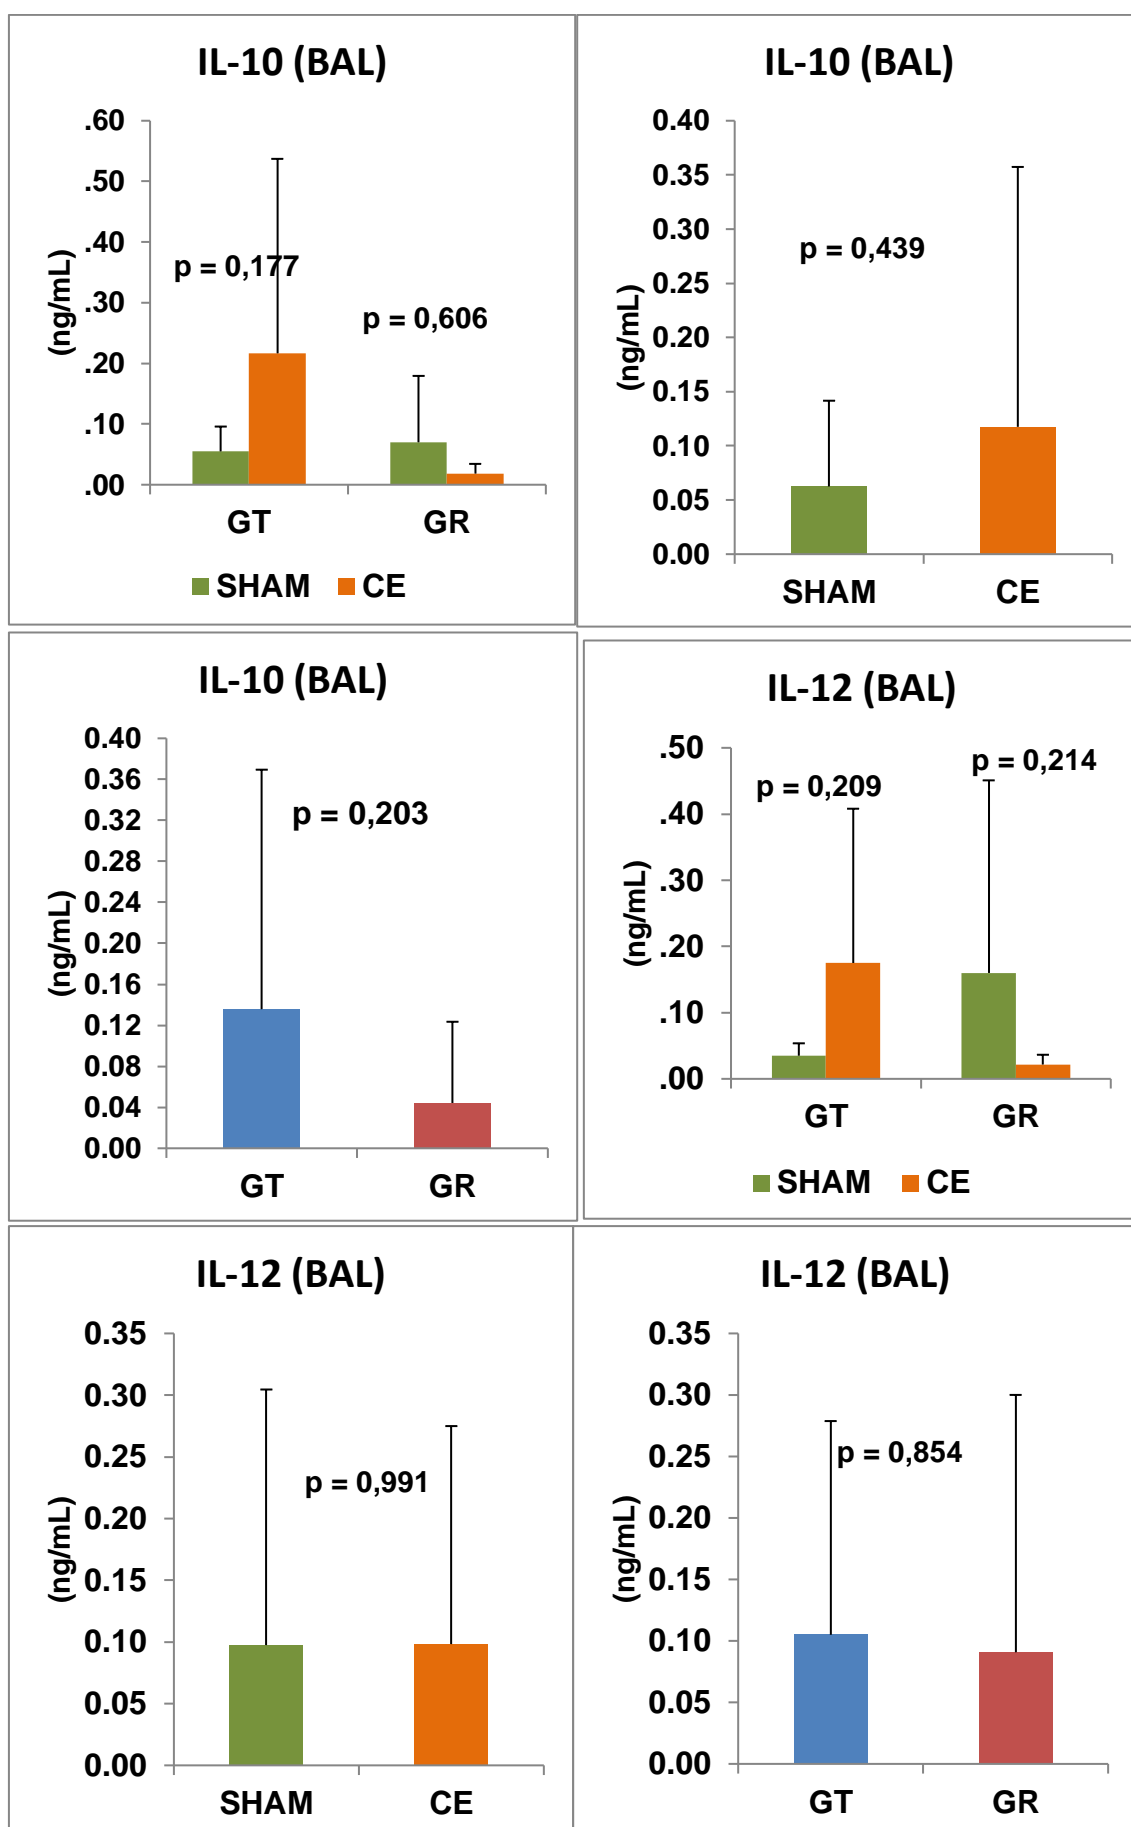 IL-10 (BAL)
.60
.50
.40
.30
.20
.10
.00
(ng/mL)
p = 0,177
p = 0,606
GT
GR
SHAM
CE
IL-10 (BAL)
0.40
0.35
0.30
0.25
0.20
0.15
0.10
0.05
0.00
(ng/mL)
p = 0,439
SHAM
CE
IL-10 (BAL)
0.40
0.36
0.32
0.28
0.24
0.20
0.16
0.12
0.08
0.04
0.00
(ng/mL)
p = 0,203
GT
GR
IL-12 (BAL)
.50
.40
.30
.20
.10
.00
(ng/mL)
p = 0,209
p = 0,214
GT
GR
SHAM
CE
IL-12 (BAL)
0.35
0.30
0.25
0.20
0.15
0.10
0.05
0.00
(ng/mL)
p = 0,991
SHAM
CE
IL-12 (BAL)
0.35
0.30
0.25
0.20
0.15
0.10
0.05
0.00
(ng/mL)
p = 0,854
GT
GR